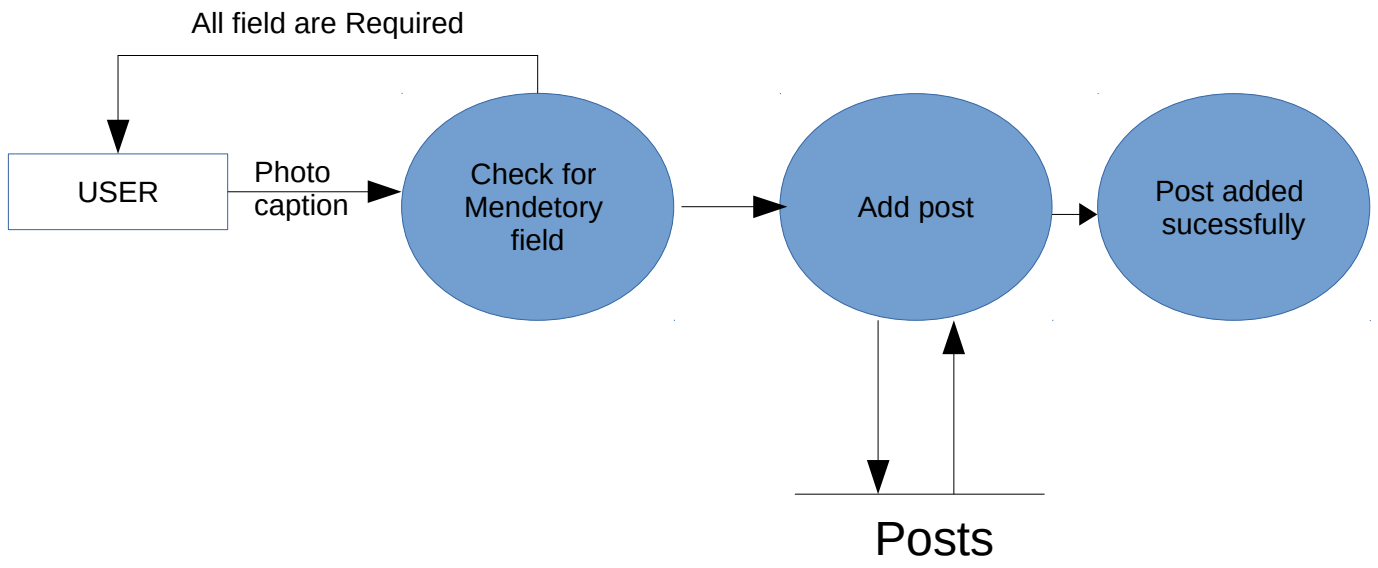 All field are Required
USER
Photo
caption
Check for
Mendetory
field
Add post
Post added
sucessfully
Posts